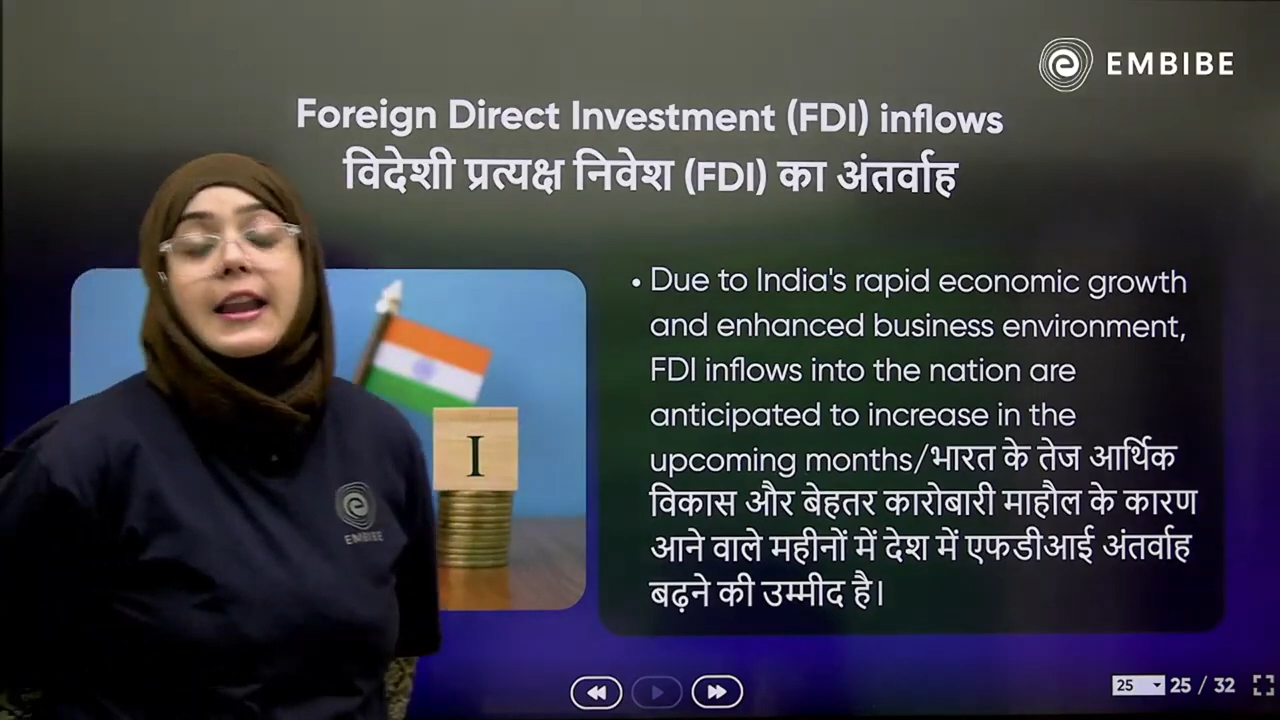 EMBIBE
Foreign Direct Investment (FDI) inflows
विदेशी प्रत्यक्ष निवेश (FDI) का अंतर्वाह
• Due to India's rapid economic growth
and enhanced business environment,
FDI inflows into the nation are
anticipated to increase in the
upcoming months/भारत के तेज आर्थिक
विकास और बेहतर कारोबारी माहौल के कारण
आने वाले महीनों में देश में एफडीआई अंतर्वाह
बढ़ने की उम्मीद है।
I
EMBIBE
25 25 / 32